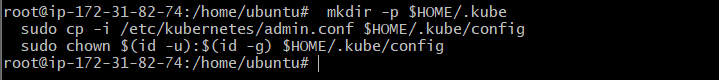 root@ip-172-31-82-74:/home/ubuntu#  mkdir -p $HOME/.kube
  sudo cp -i /etc/kubernetes/admin.conf $HOME/.kube/config
  sudo chown $(id -u):$(id -g) $HOME/.kube/config
root@ip-172-31-82-74:/home/ubuntu#